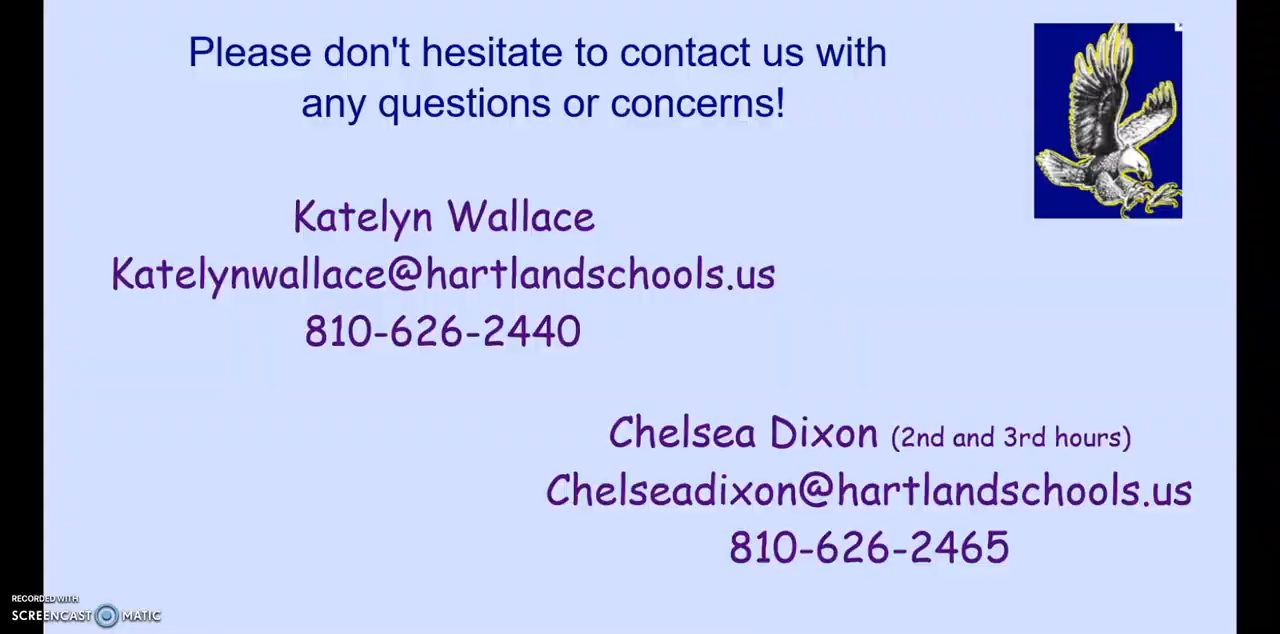 Please don't hesitate to contact us with
any questions or concerns!
Katelyn Wallace
Katelynwallace@hartlandschools.us
810-626-2440
Chelsea Dixon (2nd and 3rd hours)
Chelseadixon@hartlandschools.us
810-626-2465
RECORDED WITH
SCREENCAST MATIC